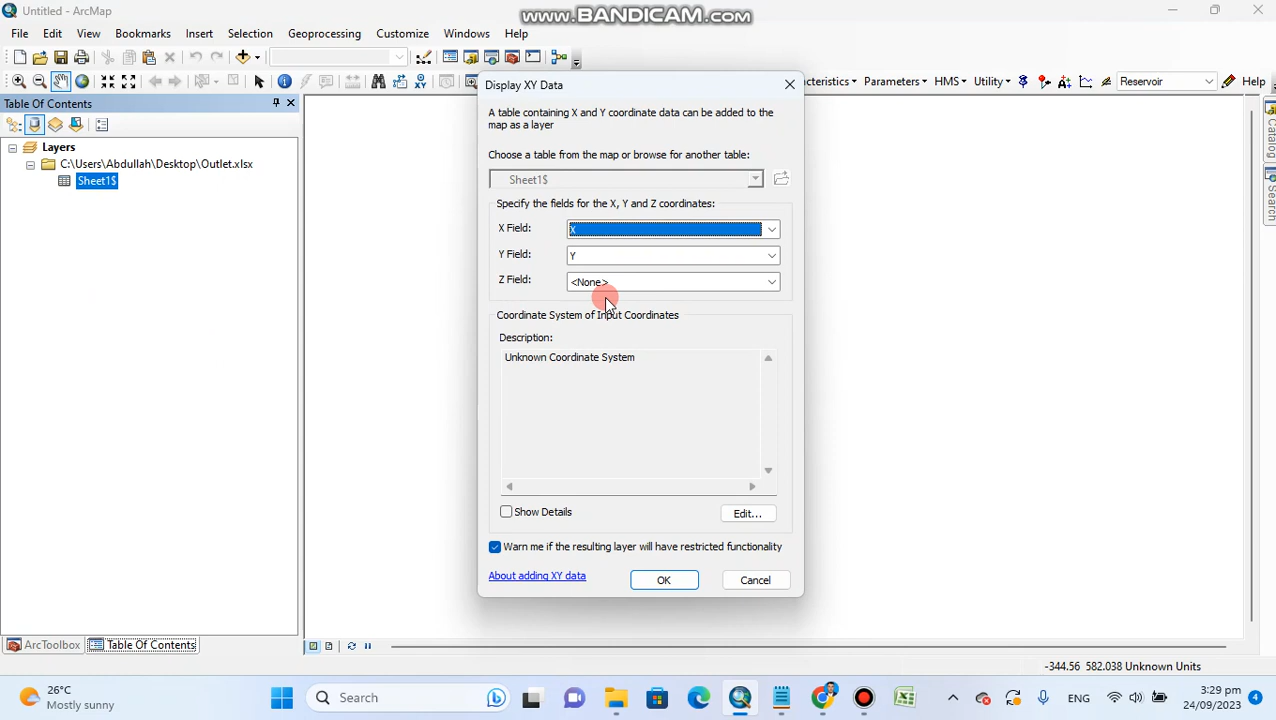 Untitled - ArcMap
www.BANDICAM.com
File Edit View Bookmarks Insert Selection Geoprocessing Customize Windows Help
aracteristics Parameters HMS Utility Reservoir Help
Table Of Contents
Layers
C:\Users\Abdullah\Desktop\Outlet.xlsx
Sheet1$
Display XY Data
A table containing X and Y coordinate data can be added to the
map as a layer
Choose a table from the map or browse for another table:
Sheet1$
Specify the fields for the X, Y and Z coordinates:
X Field: X
Y Field: Y
Z Field: <None>
Coordinate System of Input Coordinates
Description:
Unknown Coordinate System
Show Details
Edit...
Warn me if the resulting layer will have restricted functionality
About adding XY data
OK
Cancel
Catalog
Search
ArcToolbox
Table Of Contents
-344.56 582.038 Unknown Units
26°C
Mostly sunny
Search
ENG
3:29 pm
24/09/2023
4